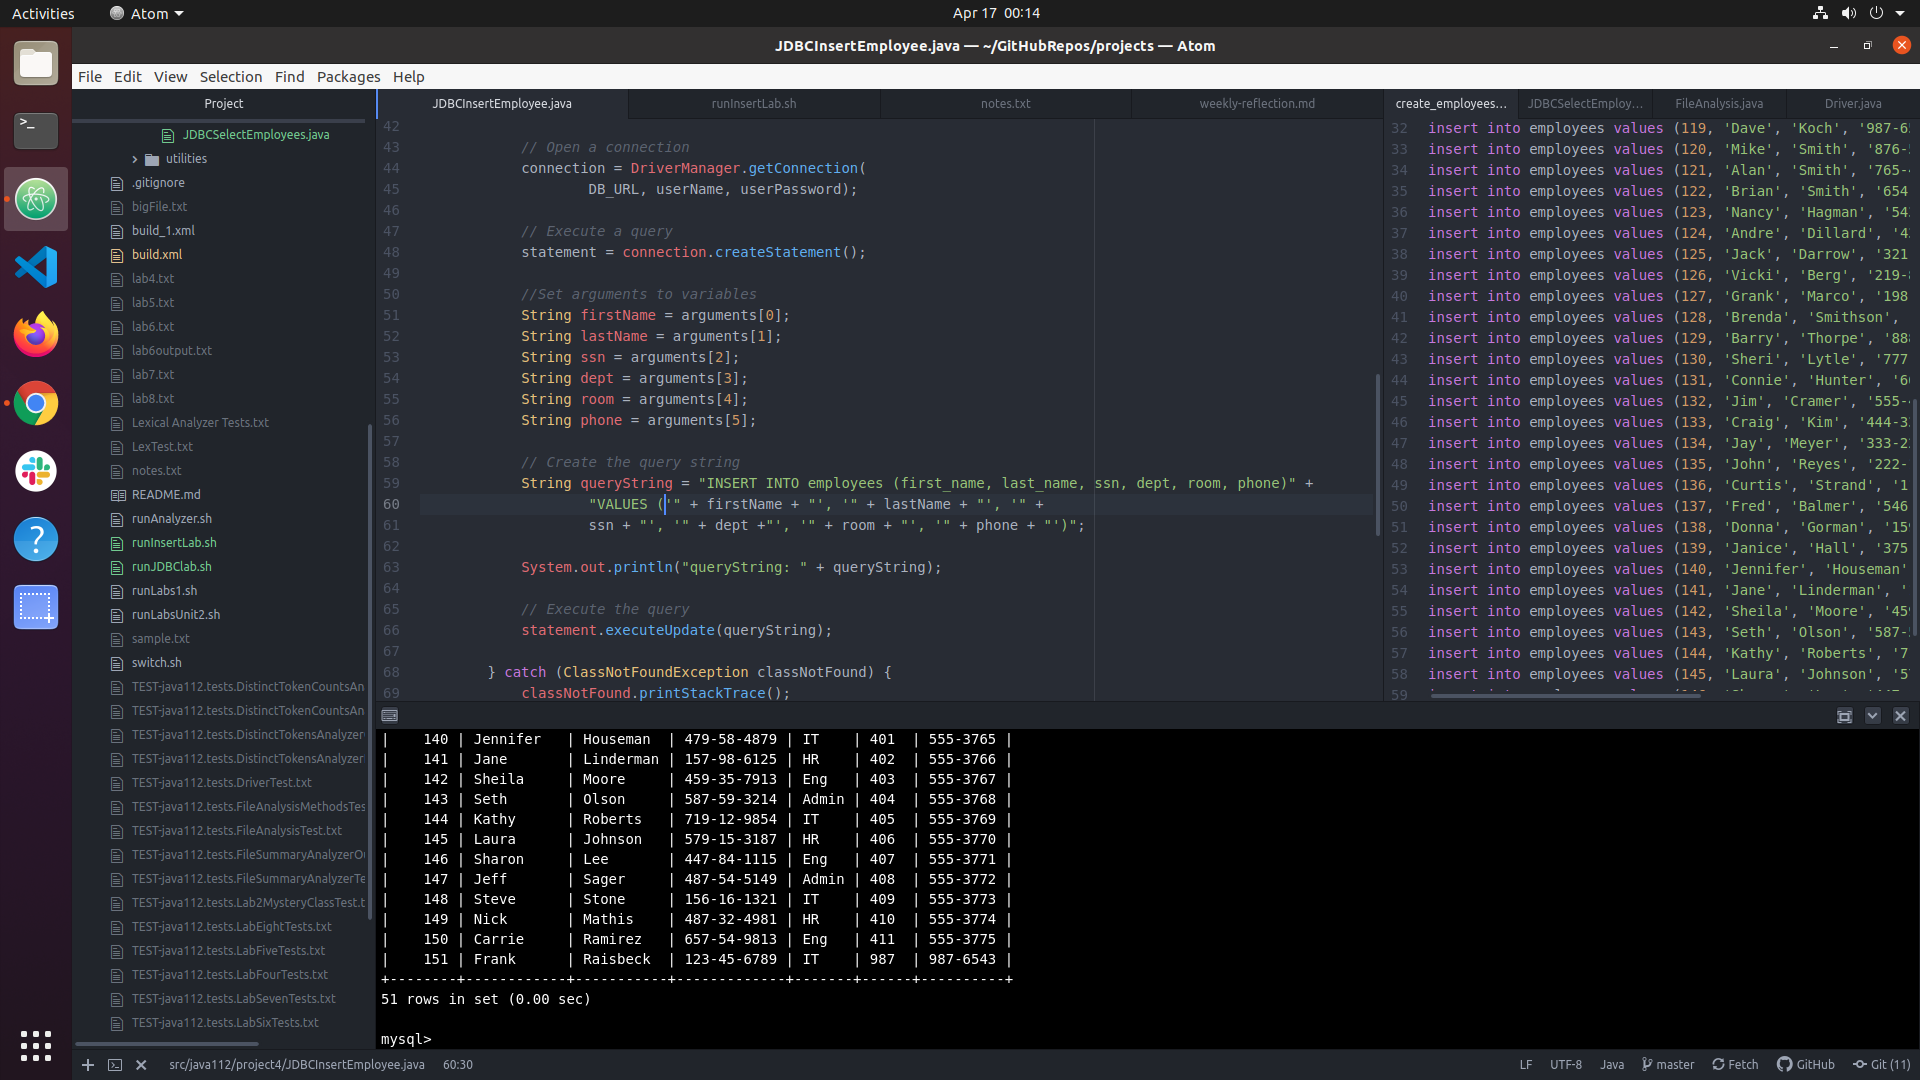 Activities
Atom
Apr 17 00:14
JDBCInsertEmployee.java — ~/GitHubRepos/projects — Atom
File Edit View Selection Find Packages Help
Project
JDBCSelectEmployees.java
utilities
.gitignore
bigFile.txt
build_1.xml
build.xml
lab4.txt
lab5.txt
lab6.txt
lab6output.txt
lab7.txt
lab8.txt
Lexical Analyzer Tests.txt
LexTest.txt
notes.txt
README.md
runAnalyzer.sh
runInsertLab.sh
runJDBClab.sh
runLabs1.sh
runLabsUnit2.sh
sample.txt
switch.sh
TEST-java112.tests.DistinctTokenCountsAn
TEST-java112.tests.DistinctTokenCountsAn
TEST-java112.tests.DistinctTokensAnalyzer
TEST-java112.tests.DistinctTokensAnalyzer
TEST-java112.tests.DriverTest.txt
TEST-java112.tests.FileAnalysisMethodsTes
TEST-java112.tests.FileAnalysisTest.txt
TEST-java112.tests.FileSummaryAnalyzerOu
TEST-java112.tests.FileSummaryAnalyzerTe
TEST-java112.tests.Lab2MysteryClassTest.t
TEST-java112.tests.LabEightTests.txt
TEST-java112.tests.LabFiveTests.txt
TEST-java112.tests.LabFourTests.txt
TEST-java112.tests.LabSevenTests.txt
TEST-java112.tests.LabSixTests.txt
JDBCInsertEmployee.java runInsertLab.sh notes.txt weekly-reflection.md
42
43 // Open a connection
44 connection = DriverManager.getConnection(
45 DB_URL, userName, userPassword);
46
47 // Execute a query
48 statement = connection.createStatement();
49
50 //Set arguments to variables
51 String firstName = arguments[0];
52 String lastName = arguments[1];
53 String ssn = arguments[2];
54 String dept = arguments[3];
55 String room = arguments[4];
56 String phone = arguments[5];
57
58 // Create the query string
59 String queryString = "INSERT INTO employees (first_name, last_name, ssn, dept, room, phone)" +
60 "VALUES ('" + firstName + "', '" + lastName + "', '" +
61 ssn + "', '" + dept +"', '" + room + "', '" + phone + "')";
62
63 System.out.println("queryString: " + queryString);
64
65 // Execute the query
66 statement.executeUpdate(queryString);
67
68 } catch (ClassNotFoundException classNotFound) {
69 classNotFound.printStackTrace();
create_employees… JDBCSelectEmploy… FileAnalysis.java Driver.java
32 insert into employees values (119, 'Dave', 'Koch', '987-6
33 insert into employees values (120, 'Mike', 'Smith', '876-
34 insert into employees values (121, 'Alan', 'Smith', '765-
35 insert into employees values (122, 'Brian', 'Smith', '654
36 insert into employees values (123, 'Nancy', 'Hagman', '54
37 insert into employees values (124, 'Andre', 'Dillard', '4
38 insert into employees values (125, 'Jack', 'Darrow', '321
39 insert into employees values (126, 'Vicki', 'Berg', '219-
40 insert into employees values (127, 'Grank', 'Marco', '198
41 insert into employees values (128, 'Brenda', 'Smithson',
42 insert into employees values (129, 'Barry', 'Thorpe', '88
43 insert into employees values (130, 'Sheri', 'Lytle', '777
44 insert into employees values (131, 'Connie', 'Hunter', '6
45 insert into employees values (132, 'Jim', 'Cramer', '555-
46 insert into employees values (133, 'Craig', 'Kim', '444-3
47 insert into employees values (134, 'Jay', 'Meyer', '333-2
48 insert into employees values (135, 'John', 'Reyes', '222-
49 insert into employees values (136, 'Curtis', 'Strand', '1
50 insert into employees values (137, 'Fred', 'Balmer', '546
51 insert into employees values (138, 'Donna', 'Gorman', '15
52 insert into employees values (139, 'Janice', 'Hall', '375
53 insert into employees values (140, 'Jennifer', 'Houseman'
54 insert into employees values (141, 'Jane', 'Linderman', '
55 insert into employees values (142, 'Sheila', 'Moore', '45
56 insert into employees values (143, 'Seth', 'Olson', '587-
57 insert into employees values (144, 'Kathy', 'Roberts', '7
58 insert into employees values (145, 'Laura', 'Johnson', '5
59
| 140 | Jennifer | Houseman | 479-58-4879 | IT | 401 | 555-3765 |
| 141 | Jane | Linderman | 157-98-6125 | HR | 402 | 555-3766 |
| 142 | Sheila | Moore | 459-35-7913 | Eng | 403 | 555-3767 |
| 143 | Seth | Olson | 587-59-3214 | Admin | 404 | 555-3768 |
| 144 | Kathy | Roberts | 719-12-9854 | IT | 405 | 555-3769 |
| 145 | Laura | Johnson | 579-15-3187 | HR | 406 | 555-3770 |
| 146 | Sharon | Lee | 447-84-1115 | Eng | 407 | 555-3771 |
| 147 | Jeff | Sager | 487-54-5149 | Admin | 408 | 555-3772 |
| 148 | Steve | Stone | 156-16-1321 | IT | 409 | 555-3773 |
| 149 | Nick | Mathis | 487-32-4981 | HR | 410 | 555-3774 |
| 150 | Carrie | Ramirez | 657-54-9813 | Eng | 411 | 555-3775 |
| 151 | Frank | Raisbeck | 123-45-6789 | IT | 987 | 987-6543 |
+--------+------------+-----------+-------------+-------+------+----------+
51 rows in set (0.00 sec)
mysql>
src/java112/project4/JDBCInsertEmployee.java 60:30
LF UTF-8 Java master Fetch GitHub Git (11)